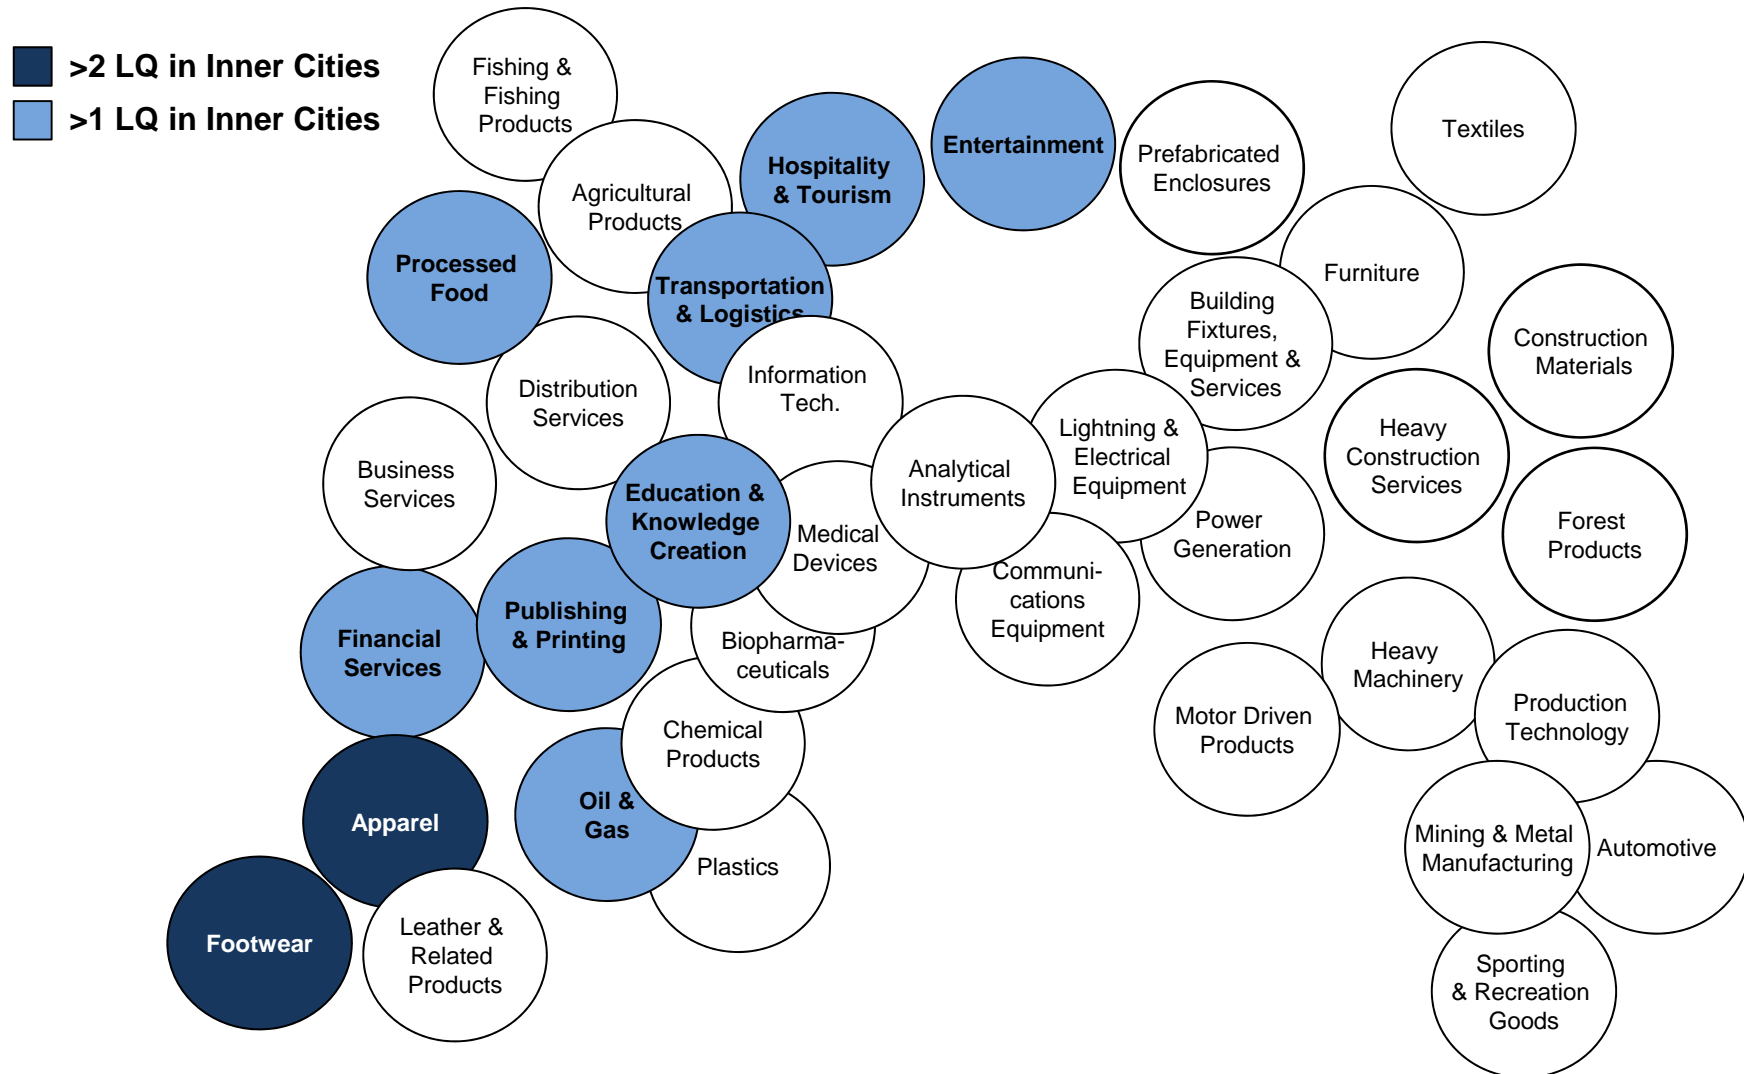 >2 LQ in Inner Cities
>1 LQ in Inner Cities
Fishing &
Fishing
Products
Agricultural
Products
Hospitality
& Tourism
Entertainment
Prefabricated
Enclosures
Textiles
Processed
Food
Transportation
& Logistics
Furniture
Building
Fixtures,
Equipment &
Services
Construction
Materials
Distribution
Services
Information
Tech.
Business
Services
Education &
Knowledge
Creation
Medical
Devices
Analytical
Instruments
Lightning &
Electrical
Equipment
Heavy
Construction
Services
Power
Generation
Forest
Products
Communi-
cations
Equipment
Financial
Services
Publishing
& Printing
Biopharma-
ceuticals
Heavy
Machinery
Production
Technology
Motor Driven
Products
Chemical
Products
Apparel
Oil &
Gas
Plastics
Mining & Metal
Manufacturing
Automotive
Footwear
Leather &
Related
Products
Sporting
& Recreation
Goods